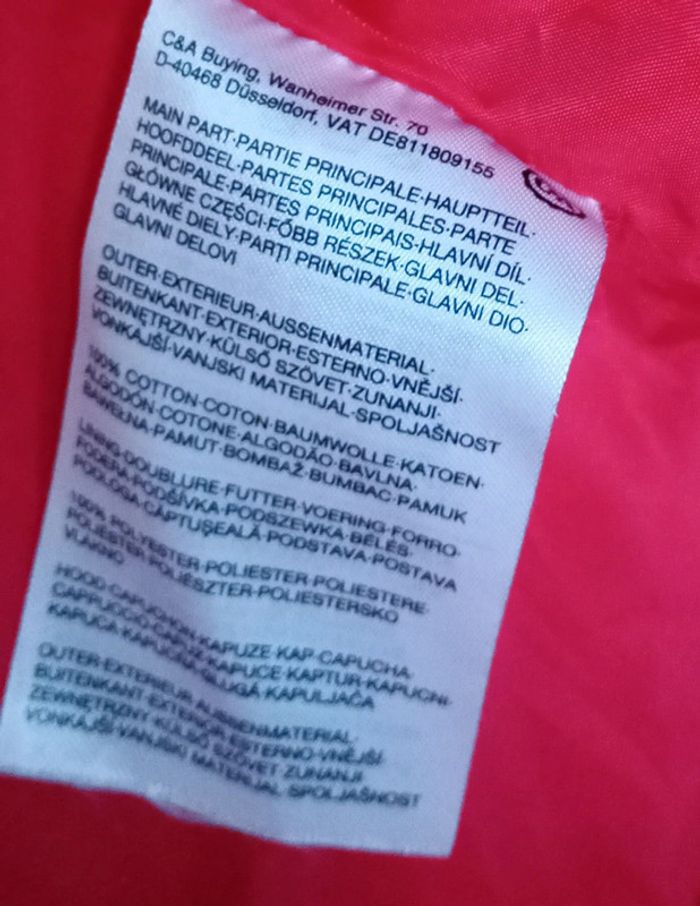 C&A Buying, Wanheimer Str. 70
D-40468 Düsseldorf, VAT DE811809155
C&A
MAIN PART·PARTIE PRINCIPALE·HAUPTTEIL·
HOOFDDEEL·PARTES PRINCIPALES·PARTE
PRINCIPALE·PARTES PRINCIPAIS·HLAVNÍ DÍL·
GŁÓWNE CZĘŚCI·FŐBB RÉSZEK·GLAVNI DEL·
HLAVNÉ DIELY·PARȚI PRINCIPALE·GLAVNI DIO·
GLAVNI DELOVI
OUTER·EXTERIEUR·AUSSENMATERIAL·
BUITENKANT·EXTERIOR·ESTERNO·VNĚJŠÍ·
ZEWNĘTRZNY·KÜLSŐ SZÖVET·ZUNANJI·
VONKAJŠÍ·VANJSKI MATERIJAL·SPOLJAŠNOST
100% COTTON·COTON·BAUMWOLLE·KATOEN·
ALGODÓN·COTONE·ALGODÃO·BAVLNA·
BAWEŁNA·PAMUT·BOMBAŽ·BUMBAC·PAMUK
LINING·DOUBLURE·FUTTER·VOERING·FORRO·
FODERA·PODŠÍVKA·PODSZEWKA·BÉLÉS·
PODLOGA·CĂPTUȘEALĂ·PODSTAVA·POSTAVA
100% POLYESTER·POLIESTER·POLIESTERE·
POLIESTER·POLIÉSZTER·POLIESTERSKO
VLAKNO
HOOD·CAPUCHON·KAPUZE·KAP·CAPUCHA·
CAPPUCCIO·CAPUZ·KAPUCE·KAPTUR·KAPUCNI·
KAPUCA·KAPUCŇA·GLUGĂ·KAPULJAČA
OUTER·EXTERIEUR·AUSSENMATERIAL·
BUITENKANT·EXTERIOR·ESTERNO·VNĚJŠÍ·
ZEWNĘTRZNY·KÜLSŐ SZÖVET·ZUNANJI·
VONKAJŠÍ·VANJSKI MATERIJAL·SPOLJAŠNOST